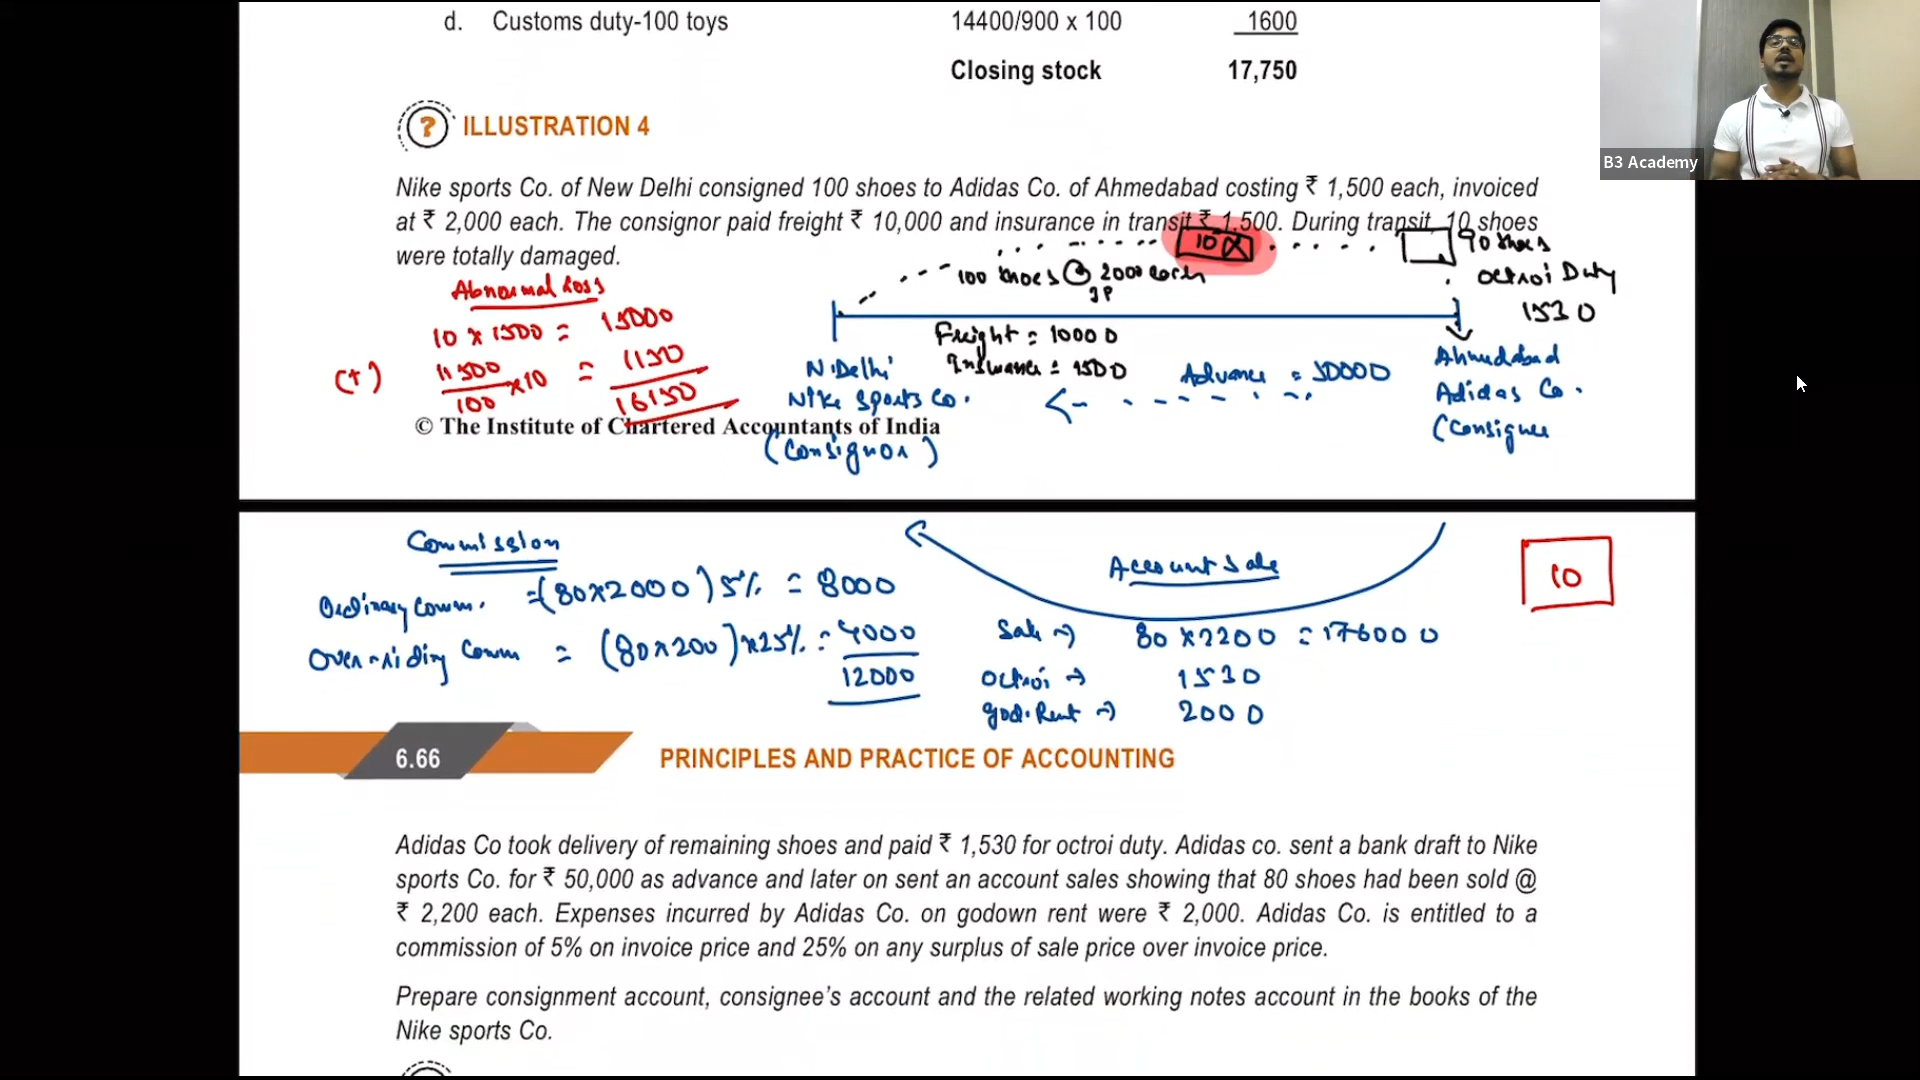 d. Customs duty-100 toys 14400/900 x 100 1600
Closing stock 17,750
B3 Academy
? ILLUSTRATION 4
Nike sports Co. of New Delhi consigned 100 shoes to Adidas Co. of Ahmedabad costing ₹ 1,500 each, invoiced
at ₹ 2,000 each. The consignor paid freight ₹ 10,000 and insurance in transit ₹ 1,500. During transit, 10 shoes
were totally damaged.
10 X
90 shoes
100 shoes @ 2000 each
IP
Octroi Duty
1530
Abnormal Loss
10 x 1500 = 15000
(+) 11500/100 x 10 = 1150
16150
Freight = 10000
Insurance = 1500
N.Delhi
Nike Sports Co.
(Consignor)
Advance = 50000
Ahmedabad
Adidas Co.
(Consignee
© The Institute of Chartered Accountants of India
Commission
Ordinary Comm. = (80x2000) 5% = 8000
Over-riding Comm = (80x200) x 25% = 4000
12000
Account Sale
Sale → 80 x 2200 = 176000
Octroi → 1530
god. Rent → 2000
10
6.66 PRINCIPLES AND PRACTICE OF ACCOUNTING
Adidas Co took delivery of remaining shoes and paid ₹ 1,530 for octroi duty. Adidas co. sent a bank draft to Nike
sports Co. for ₹ 50,000 as advance and later on sent an account sales showing that 80 shoes had been sold @
₹ 2,200 each. Expenses incurred by Adidas Co. on godown rent were ₹ 2,000. Adidas Co. is entitled to a
commission of 5% on invoice price and 25% on any surplus of sale price over invoice price.
Prepare consignment account, consignee's account and the related working notes account in the books of the
Nike sports Co.